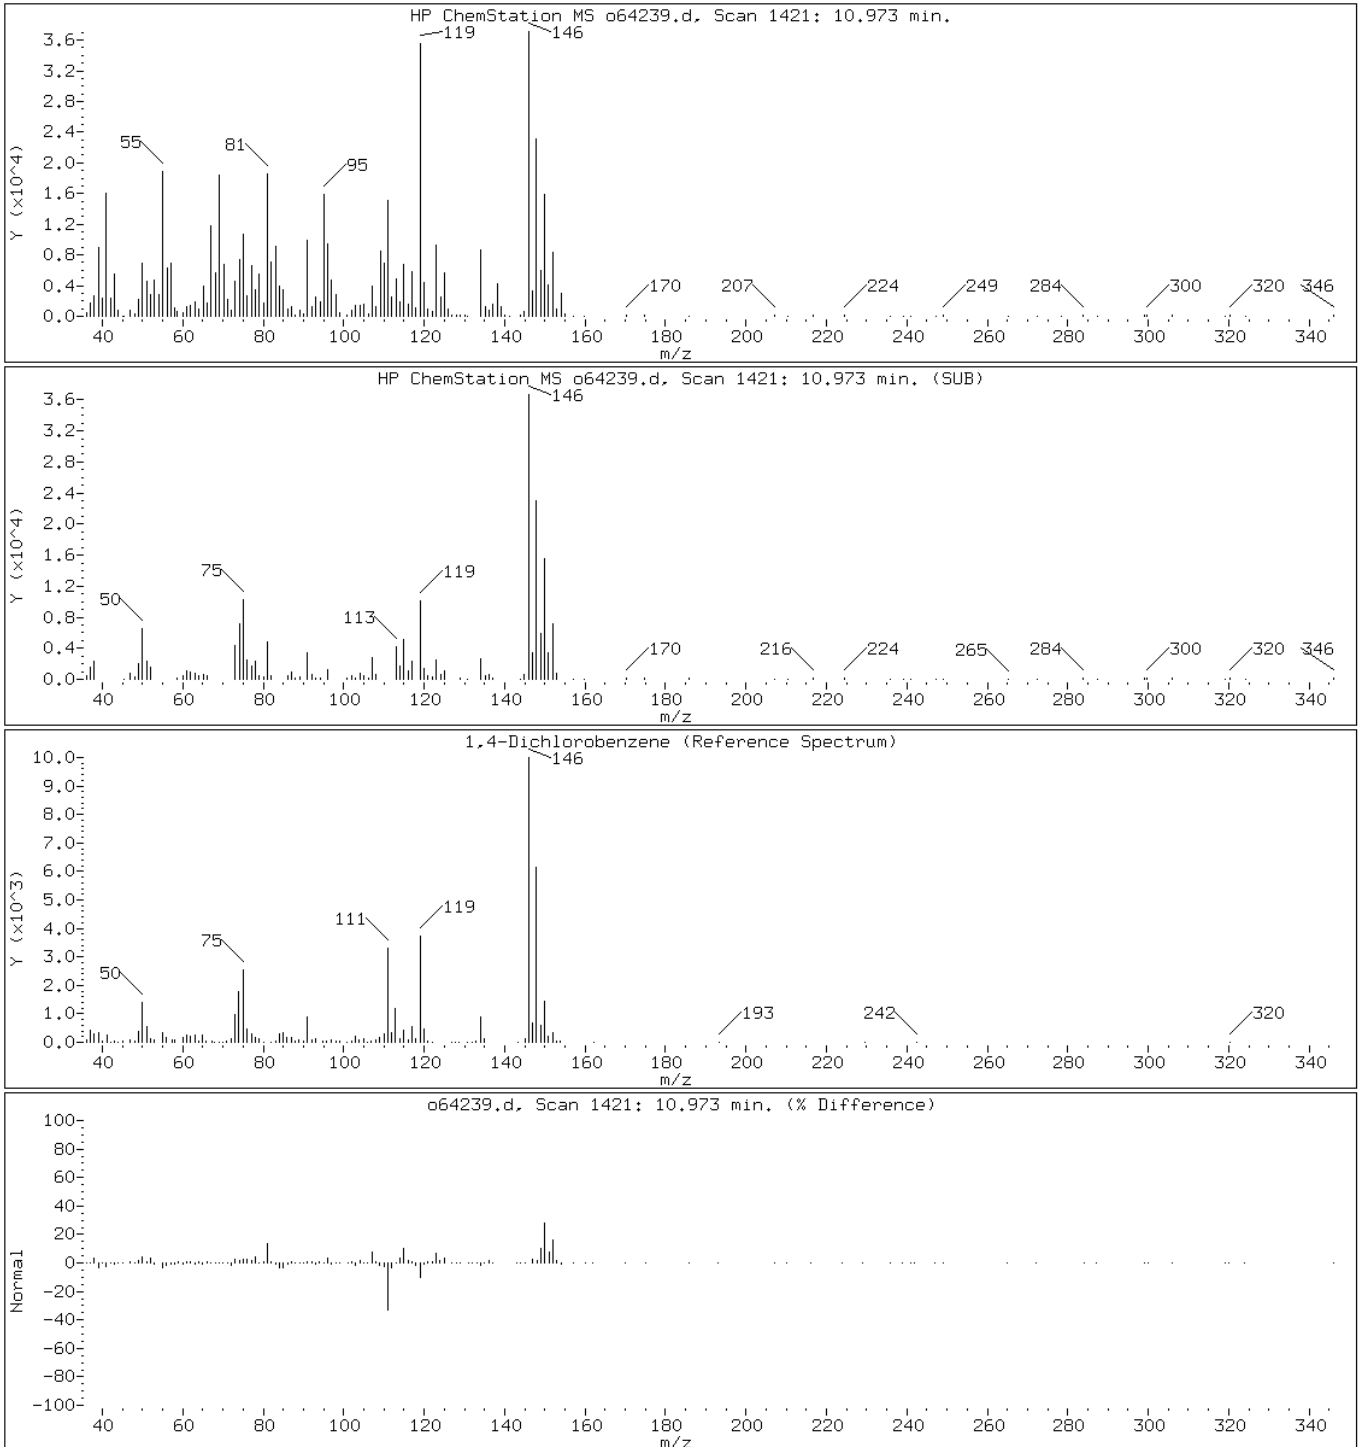 HP ChemStation MS o64239.d, Scan 1421: 10.973 min.
Y (x10^4)
3.6
3.2
2.8
2.4
2.0
1.6
1.2
0.8
0.4
0.0
119 146
55 81 95
170 207 224 249 284 300 320 346
40 60 80 100 120 140 160 180 200 220 240 260 280 300 320 340
m/z
HP ChemStation MS o64239.d, Scan 1421: 10.973 min. (SUB)
Y (x10^4)
3.6
3.2
2.8
2.4
2.0
1.6
1.2
0.8
0.4
0.0
146
50 75 113 119
170 216 224 265 284 300 320 346
40 60 80 100 120 140 160 180 200 220 240 260 280 300 320 340
m/z
1,4-Dichlorobenzene (Reference Spectrum)
Y (x10^3)
10.0
9.0
8.0
7.0
6.0
5.0
4.0
3.0
2.0
1.0
0.0
146
50 75 111 119
193 242 320
40 60 80 100 120 140 160 180 200 220 240 260 280 300 320 340
m/z
o64239.d, Scan 1421: 10.973 min. (% Difference)
Normal
100
80
60
40
20
0
-20
-40
-60
-80
-100
40 60 80 100 120 140 160 180 200 220 240 260 280 300 320 340
m/z